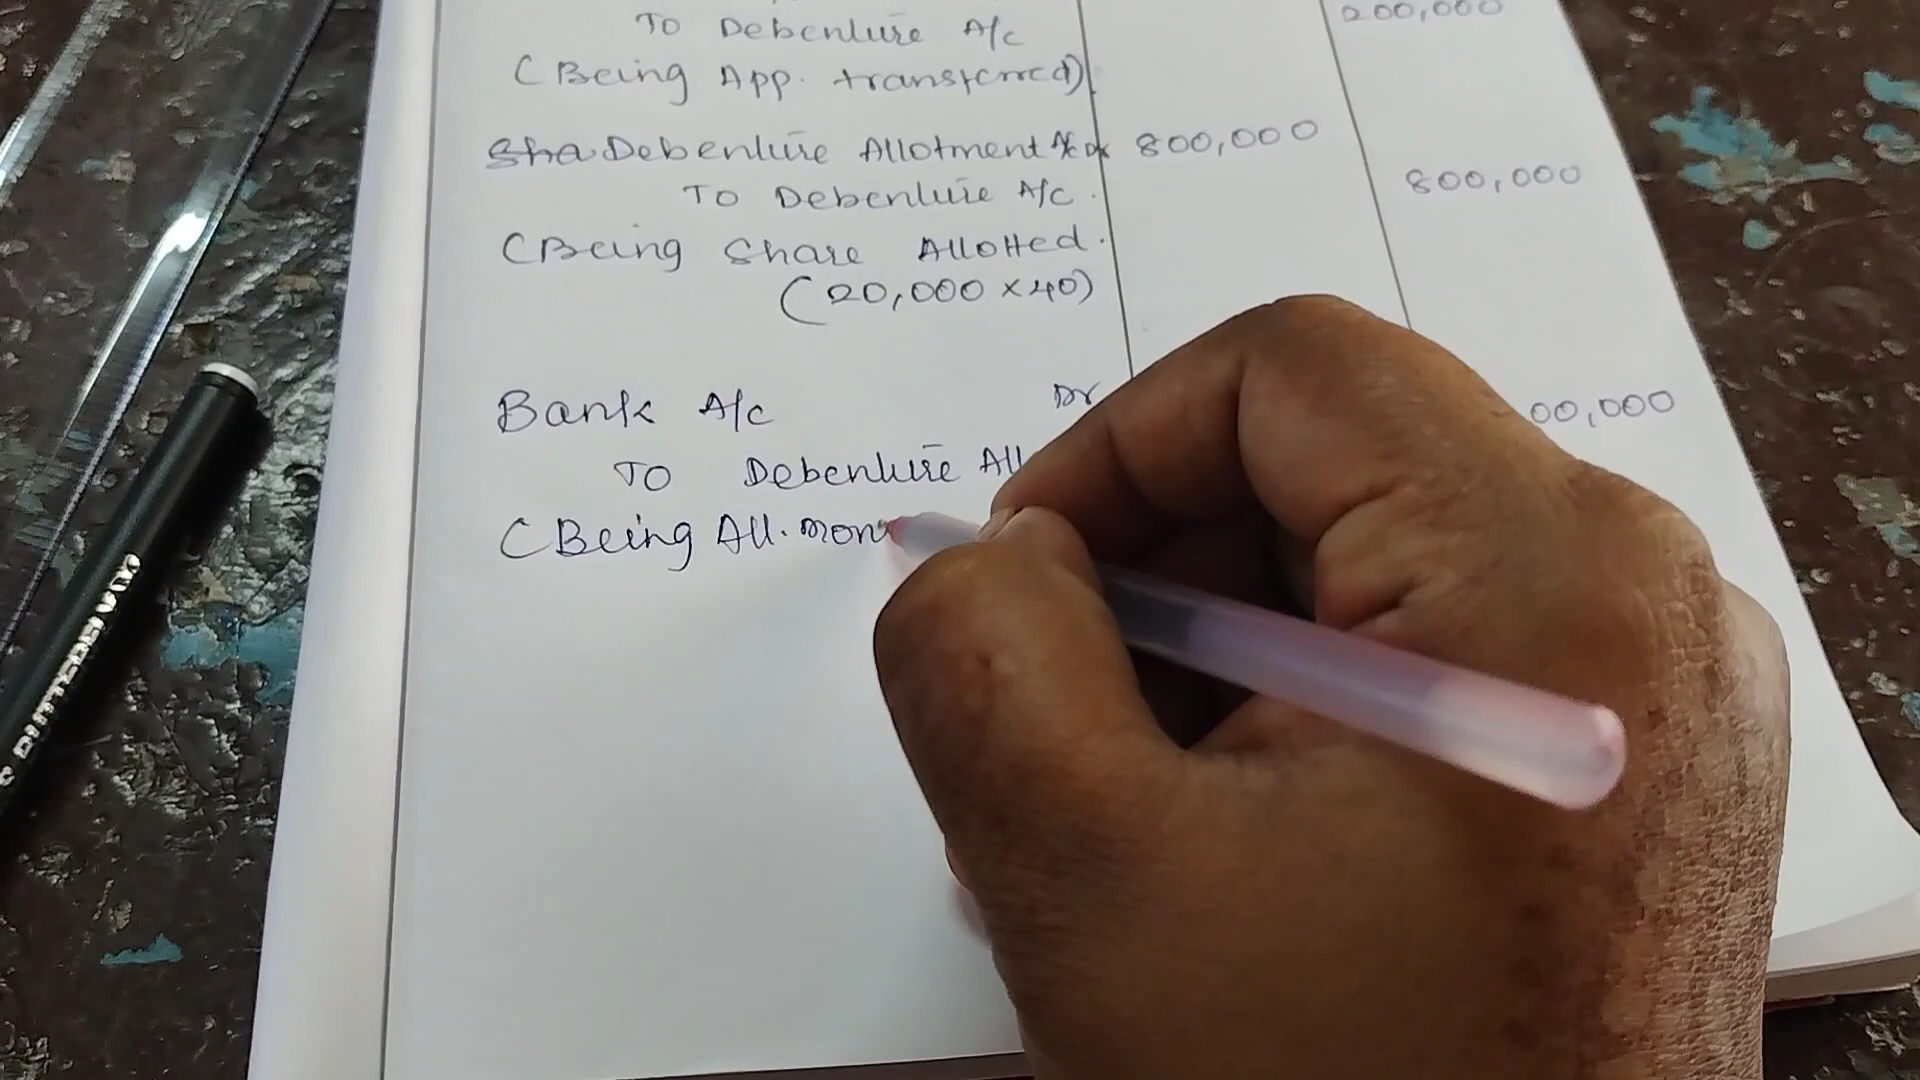 To Debenture A/c 200,000
(Being App. transferred)
Sha Debenture Allotment A/c Dr 800,000
To Debenture A/c. 800,000
(Being Share Allotted.
(20,000 x 40)
Bank A/c Dr 00,000
To Debenture All
(Being All. mon